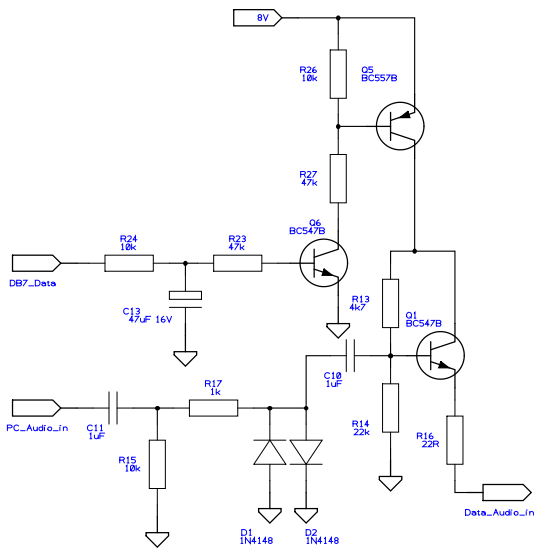 8V
R26
10k
Q5
BC557B
R27
47k
Q6
BC547B
R24
10k
R23
47k
DB7_Data
C13
47uF 16V
R13
4k7
Q1
BC547B
C10
1uF
R17
1k
PC_Audio_in
C11
1uF
R14
22k
R16
22R
R15
10k
Data_Audio_in
D1
1N4148
D2
1N4148